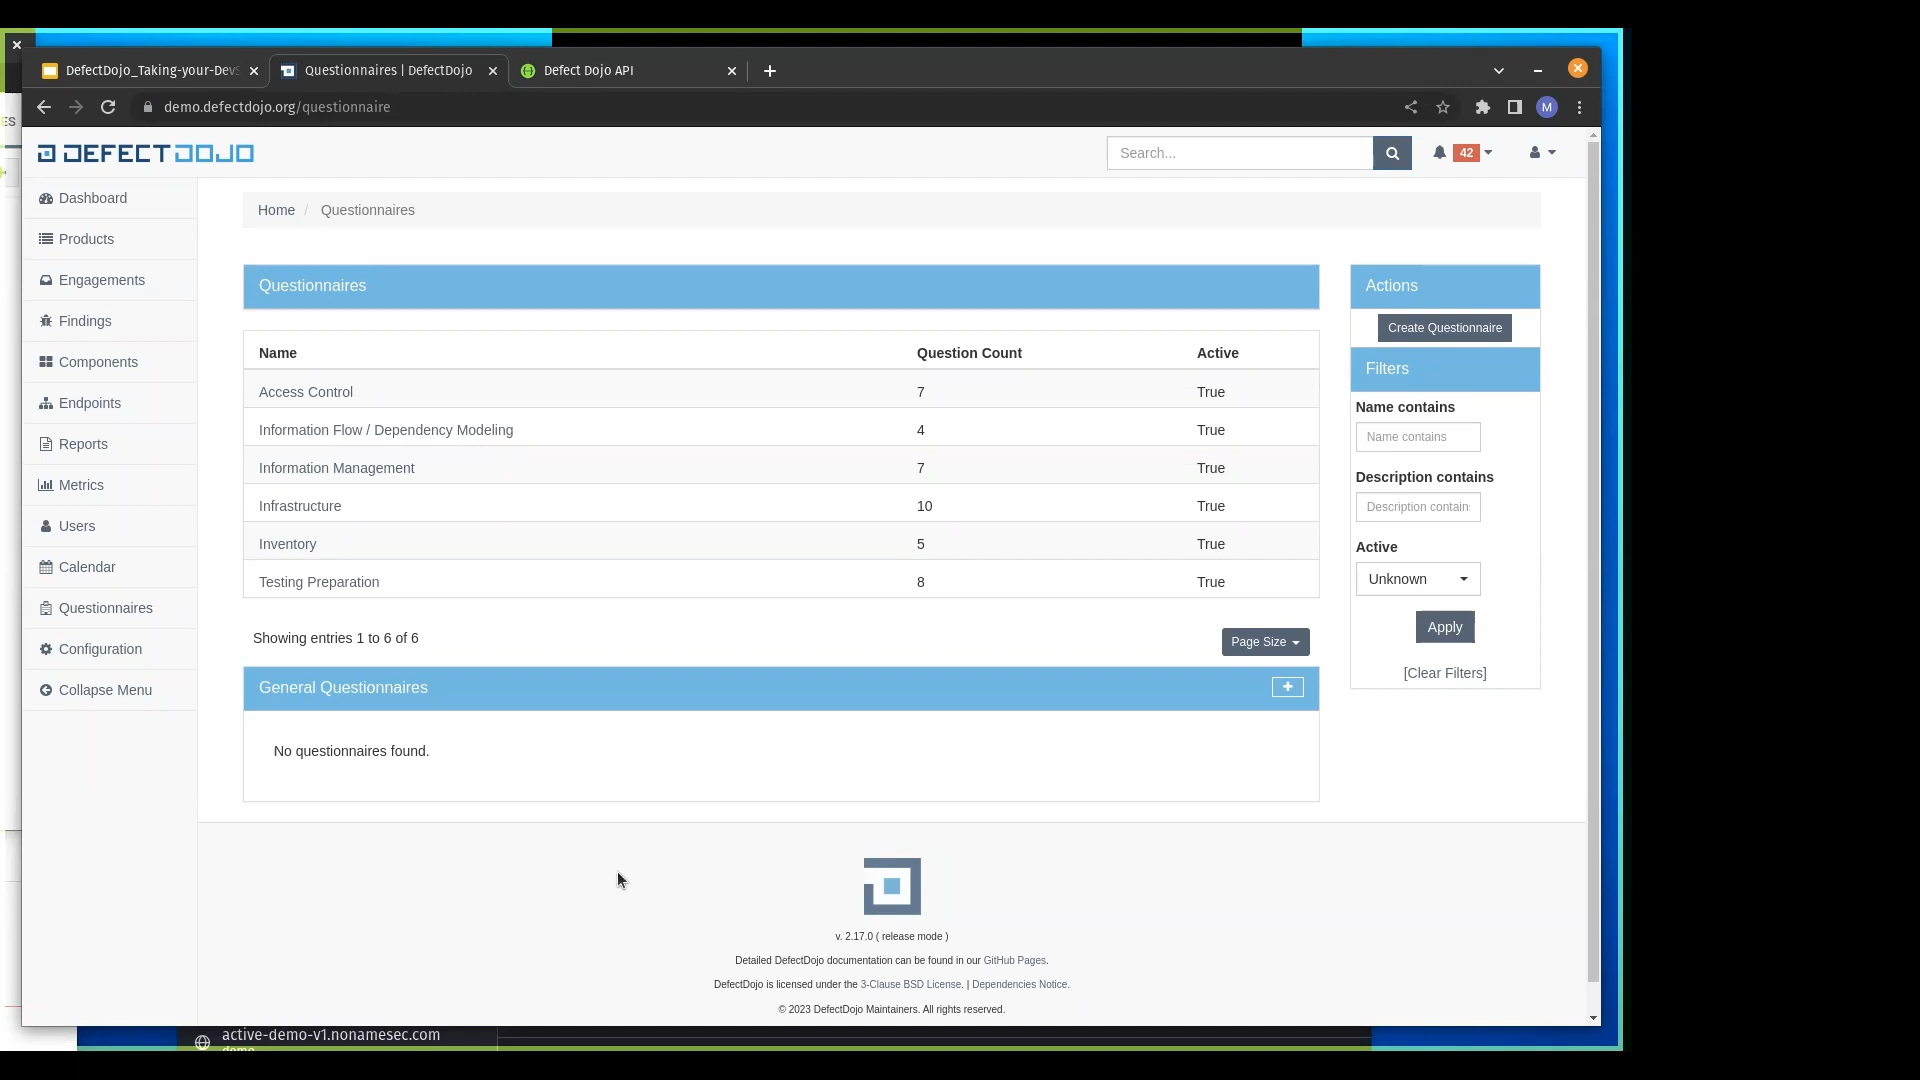 DefectDojo_Taking-your-DevS
Questionnaires | DefectDojo
Defect Dojo API
demo.defectdojo.org/questionnaire
M
ES
DEFECTDOJO
Search...
42
Dashboard
Products
Engagements
Findings
Components
Endpoints
Reports
Metrics
Users
Calendar
Questionnaires
Configuration
Collapse Menu
Home / Questionnaires
Questionnaires
Name Question Count Active
Access Control 7 True
Information Flow / Dependency Modeling 4 True
Information Management 7 True
Infrastructure 10 True
Inventory 5 True
Testing Preparation 8 True
Showing entries 1 to 6 of 6
Page Size
General Questionnaires
No questionnaires found.
Actions
Create Questionnaire
Filters
Name contains
Name contains
Description contains
Description contain
Active
Unknown
Apply
[Clear Filters]
v. 2.17.0 ( release mode )
Detailed DefectDojo documentation can be found in our GitHub Pages.
DefectDojo is licensed under the 3-Clause BSD License. | Dependencies Notice.
© 2023 DefectDojo Maintainers. All rights reserved.
active-demo-v1.nonamesec.com